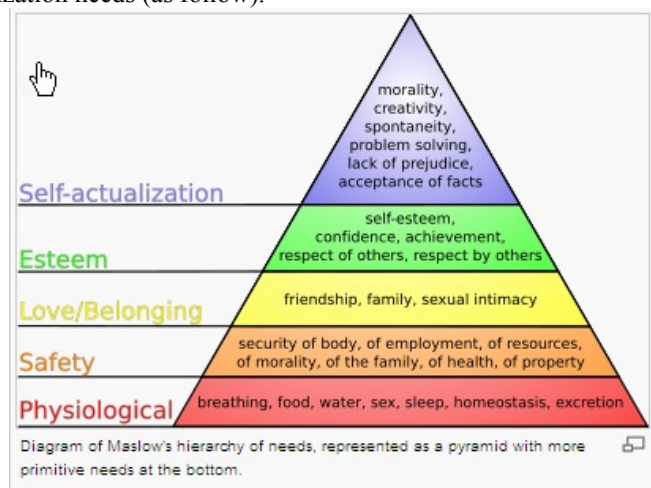 zation needs (as follow):
morality,
creativity,
spontaneity,
problem solving,
lack of prejudice,
acceptance of facts
Self-actualization
self-esteem,
confidence, achievement,
respect of others, respect by others
Esteem
friendship, family, sexual intimacy
Love/Belonging
security of body, of employment, of resources,
of morality, of the family, of health, of property
Safety
breathing, food, water, sex, sleep, homeostasis, excretion
Physiological
Diagram of Maslow's hierarchy of needs, represented as a pyramid with more
primitive needs at the bottom.